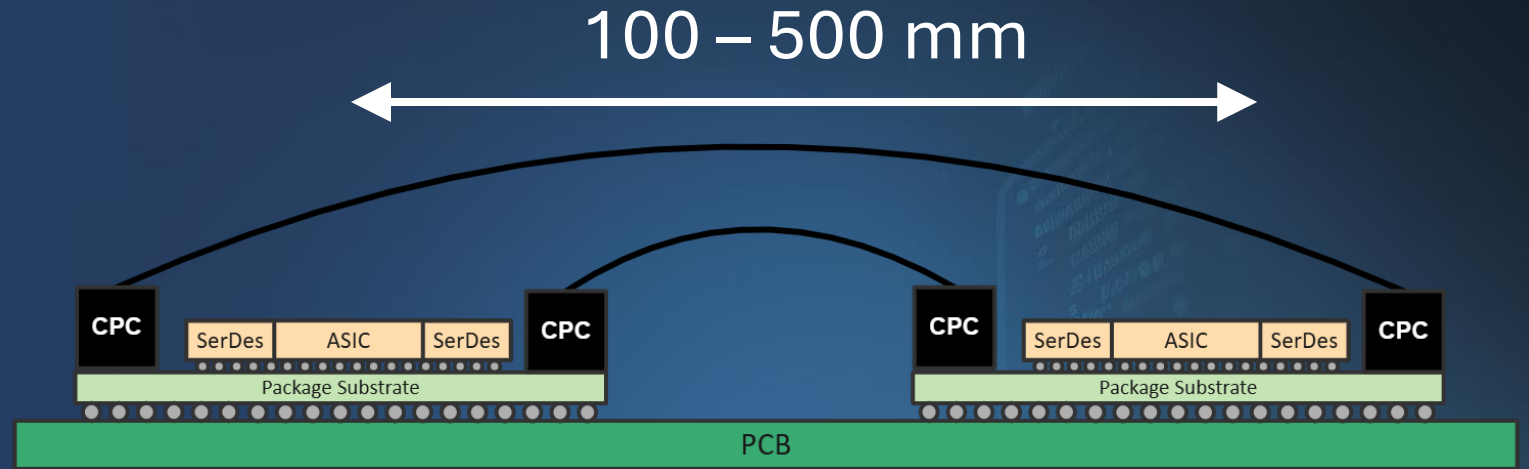 100 – 500 mm
CPC
SerDes
ASIC
SerDes
CPC
CPC
SerDes
ASIC
SerDes
CPC
Package Substrate
Package Substrate
PCB